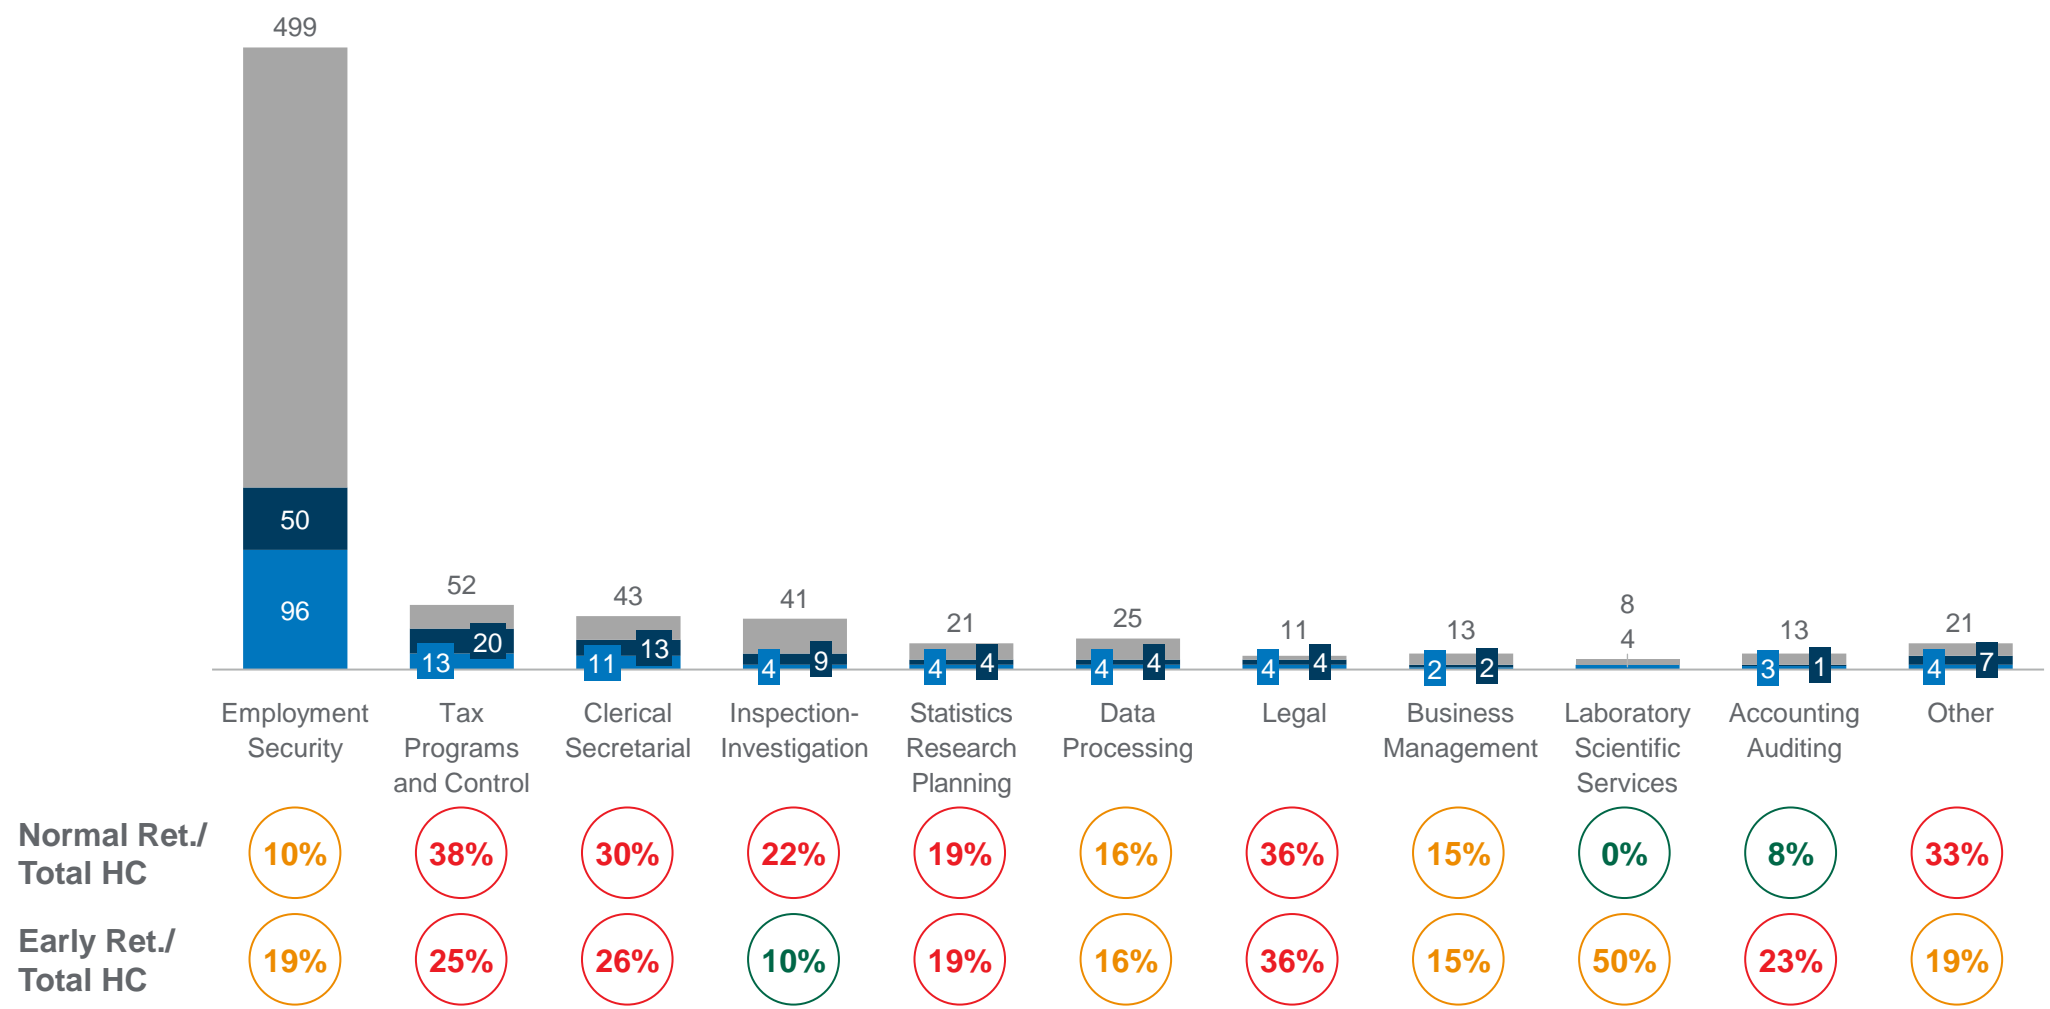 499
50
96
52
20
13
43
13
11
41
9
4
21
4
4
25
4
4
11
4
4
13
2
2
8
4
13
3
1
21
4
7
Employment
Security
Tax
Programs
and Control
Clerical
Secretarial
Inspection-
Investigation
Statistics
Research
Planning
Data
Processing
Legal
Business
Management
Laboratory
Scientific
Services
Accounting
Auditing
Other
Normal Ret./
Total HC
10% 38% 30% 22% 19% 16% 36% 15% 0% 8% 33%
Early Ret./
Total HC
19% 25% 26% 10% 19% 16% 36% 15% 50% 23% 19%